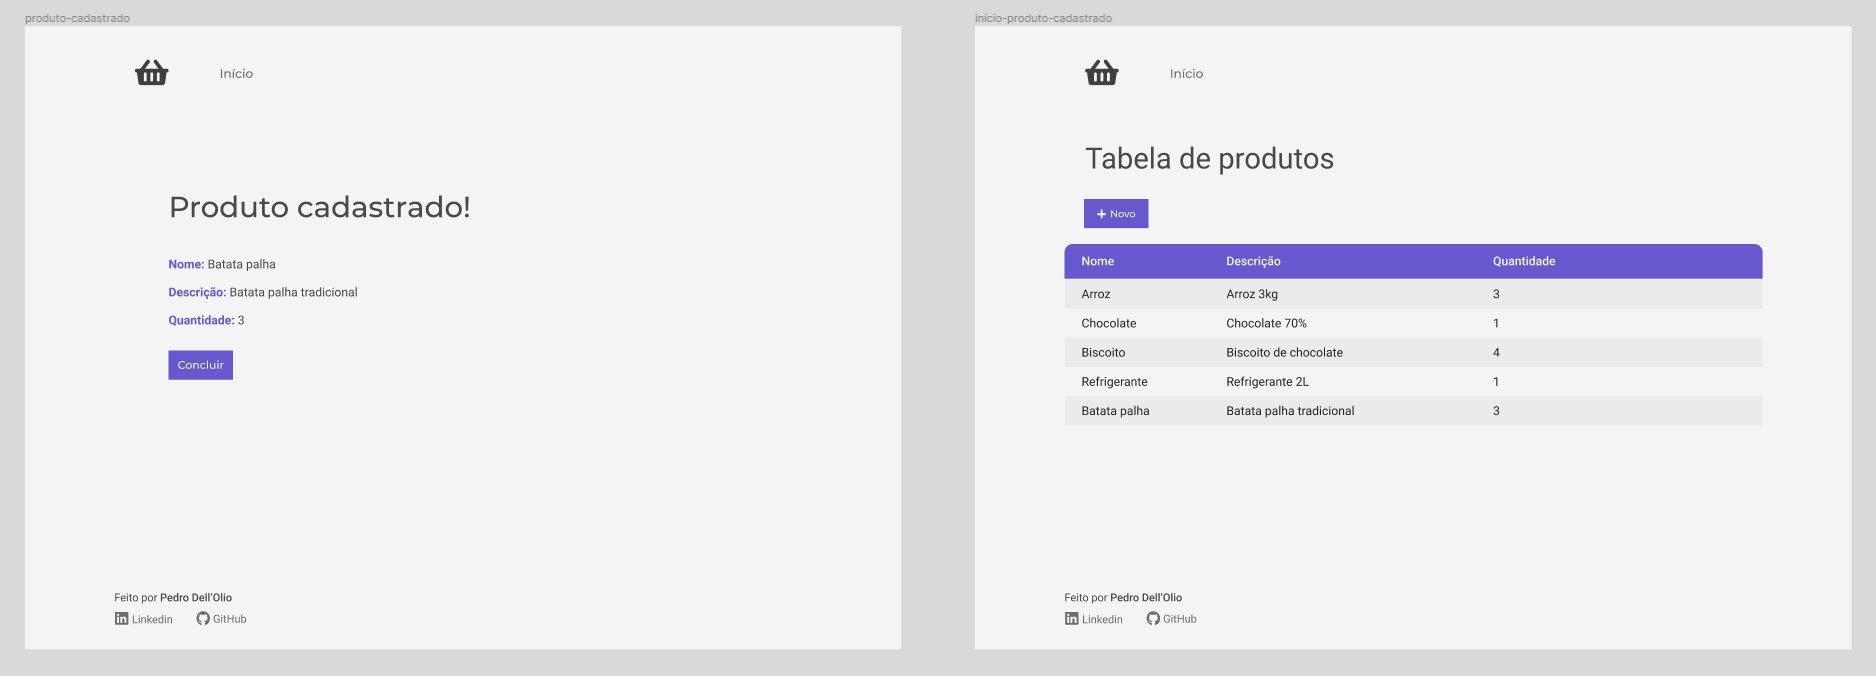 produto-cadastrado
Início
Produto cadastrado!
Nome: Batata palha
Descrição: Batata palha tradicional
Quantidade: 3
Concluir
Feito por Pedro Dell'Olio
Linkedin GitHub
início-produto-cadastrado
Início
Tabela de produtos
+ Novo
Nome Descrição Quantidade
Arroz Arroz 3kg 3
Chocolate Chocolate 70% 1
Biscoito Biscoito de chocolate 4
Refrigerante Refrigerante 2L 1
Batata palha Batata palha tradicional 3
Feito por Pedro Dell'Olio
Linkedin GitHub